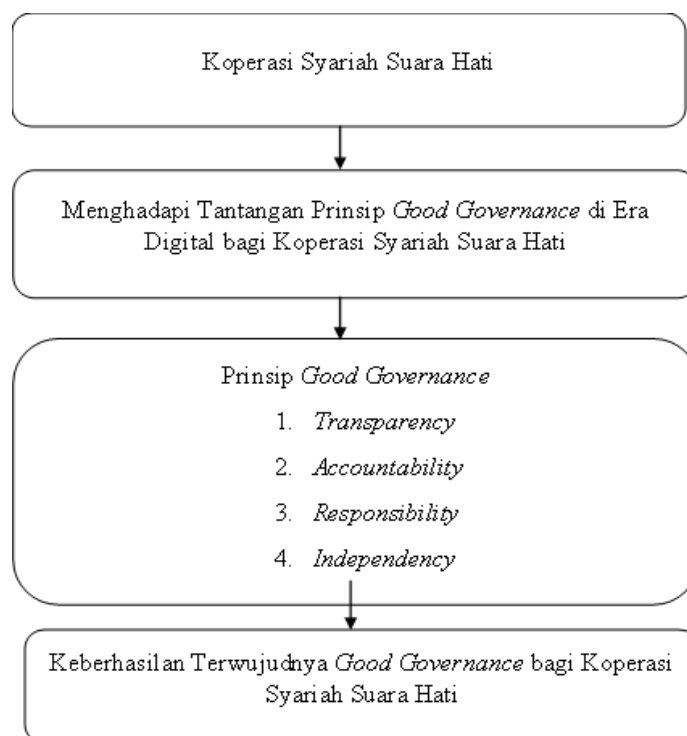 Koperasi Syariah Suara Hati
Menghadapi Tantangan Prinsip Good Governance di Era
Digital bagi Koperasi Syariah Suara Hati
Prinsip Good Governance
1. Transparency
2. Accountability
3. Responsibility
4. Independency
Keberhasilan Terwujudnya Good Governance bagi Koperasi
Syariah Suara Hati